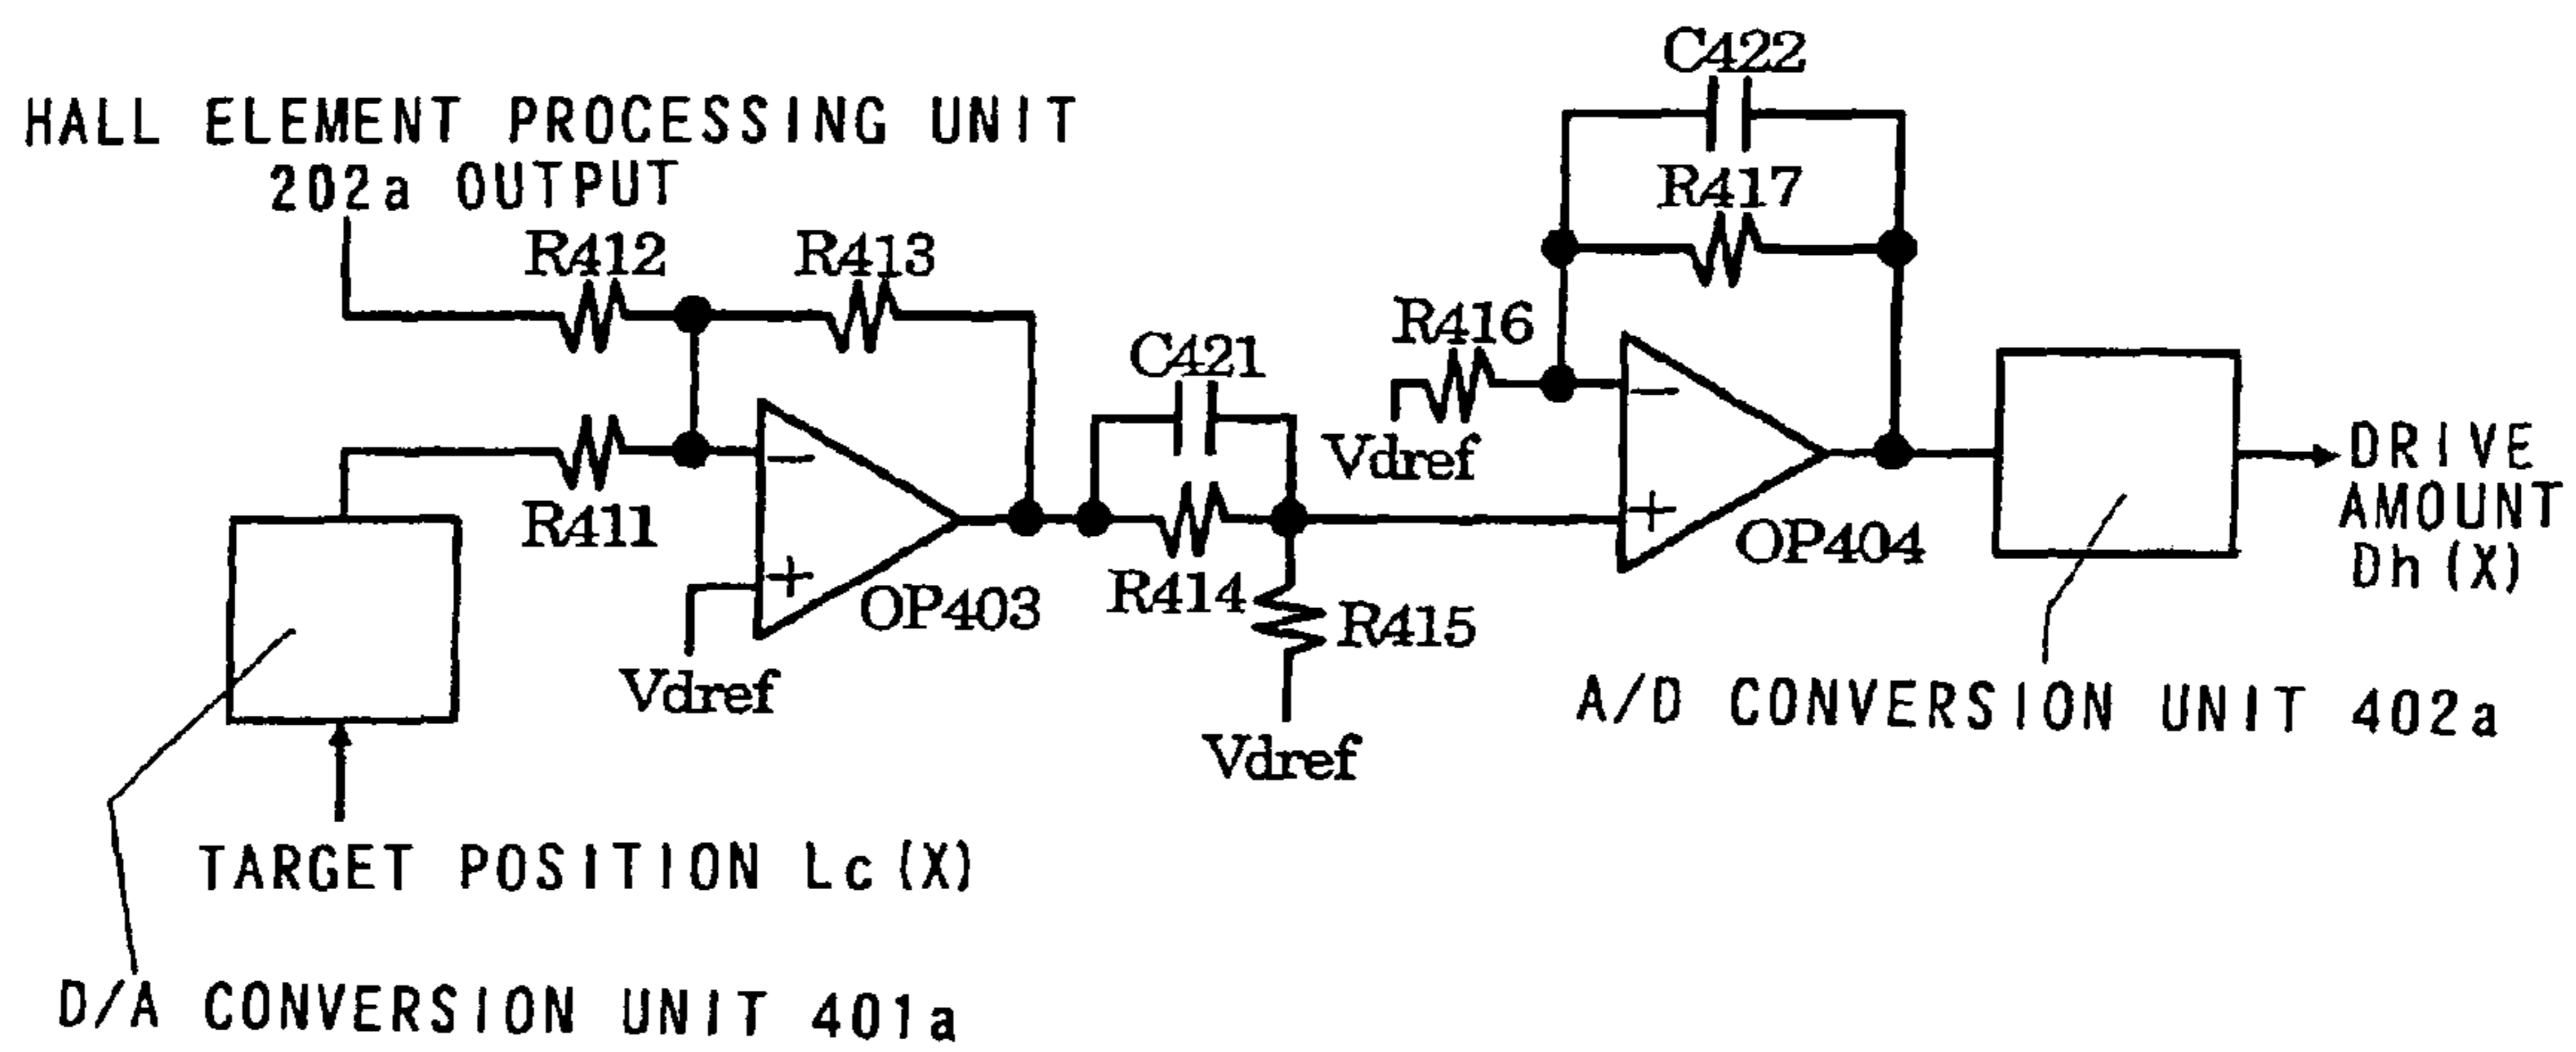 C422
HALL ELEMENT PROCESSING UNIT
202a OUTPUT
R417
R412
R413
R416
C421
Vdref
−
+
OP404
DRIVE
AMOUNT
Dh(X)
R411
−
+
OP403
R414
R415
Vdref
Vdref
A/D CONVERSION UNIT 402a
TARGET POSITION Lc(X)
D/A CONVERSION UNIT 401a